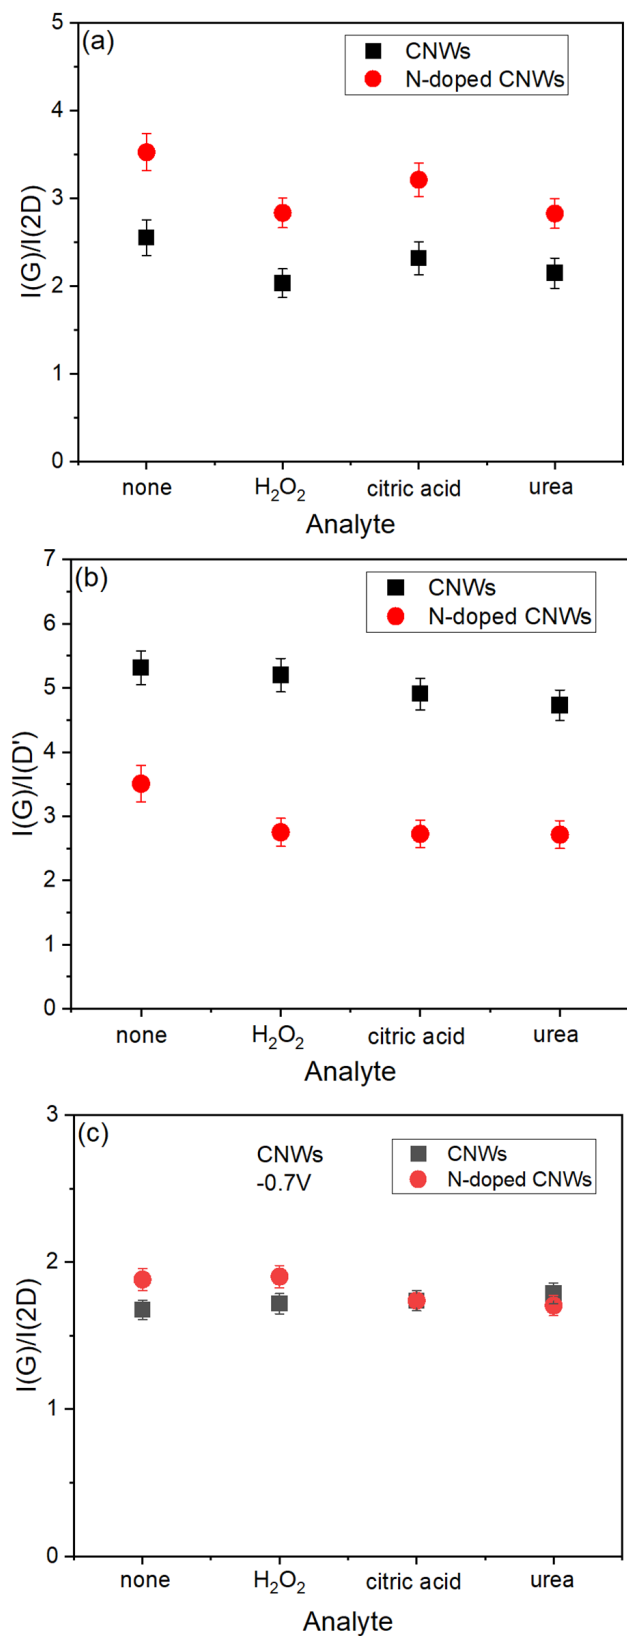 (a)
CNWs
N-doped CNWs
5
4
3
2
1
0
I(G)/I(2D)
none
H₂O₂
citric acid
urea
Analyte
(b)
CNWs
N-doped CNWs
7
6
5
4
3
2
1
0
I(G)/I(D')
none
H₂O₂
citric acid
urea
Analyte
(c)
CNWs
-0.7V
CNWs
N-doped CNWs
3
2
1
0
I(G)/I(2D)
none
H₂O₂
citric acid
urea
Analyte